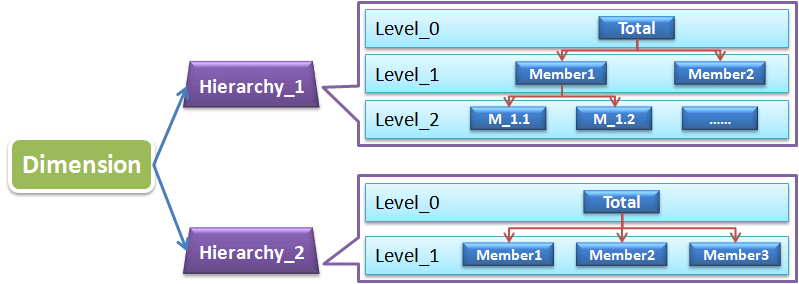 Dimension
Hierarchy_1
Level_0 Total
Level_1 Member1 Member2
Level_2 M_1.1 M_1.2 ......
Hierarchy_2
Level_0 Total
Level_1 Member1 Member2 Member3